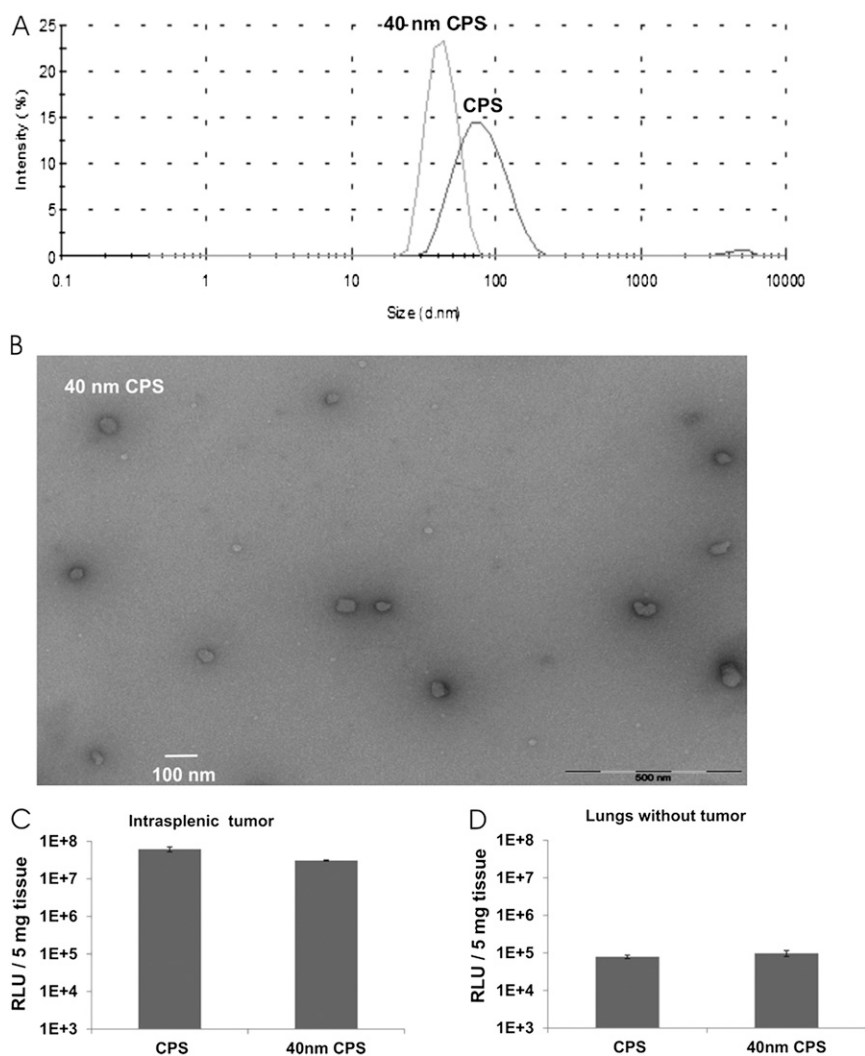 A
40 nm CPS
CPS
Intensity (%)
25
20
15
10
5
0
0.1 1 10 100 1000 10000
Size (d.nm)
B
40 nm CPS
100 nm
500 nm
C
Intrasplenic tumor
RLU / 5 mg tissue
1E+8
1E+7
1E+6
1E+5
1E+4
1E+3
CPS 40nm CPS
D
Lungs without tumor
RLU / 5 mg tissue
1E+8
1E+7
1E+6
1E+5
1E+4
1E+3
CPS 40nm CPS